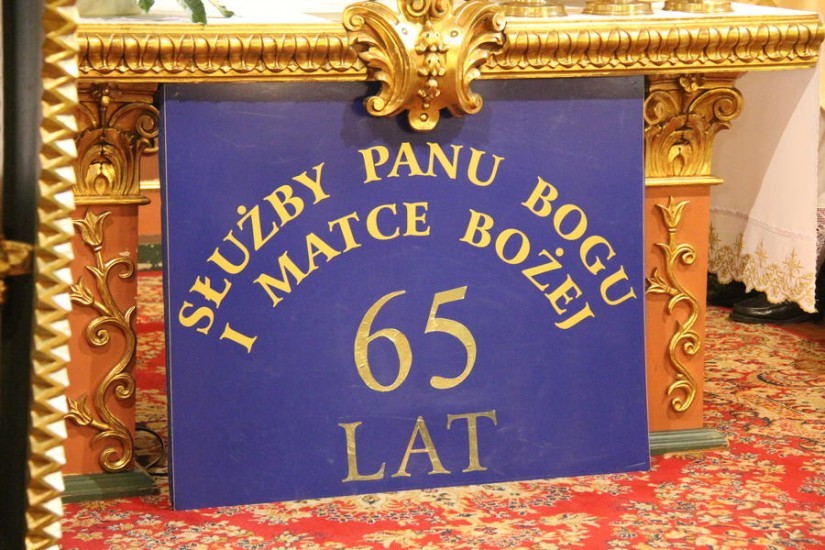 SŁUŻBY PANU BOGU
I MATCE BOŻEJ
65
LAT